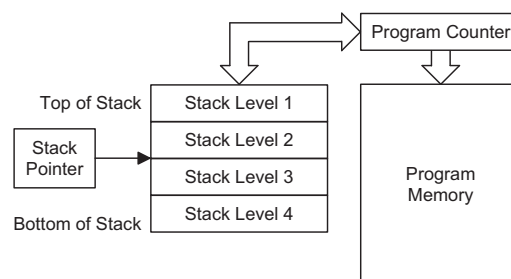 Program Counter
Top of Stack
Stack Level 1
Stack Level 2
Stack
Pointer
Stack Level 3
Bottom of Stack
Stack Level 4
Program
Memory